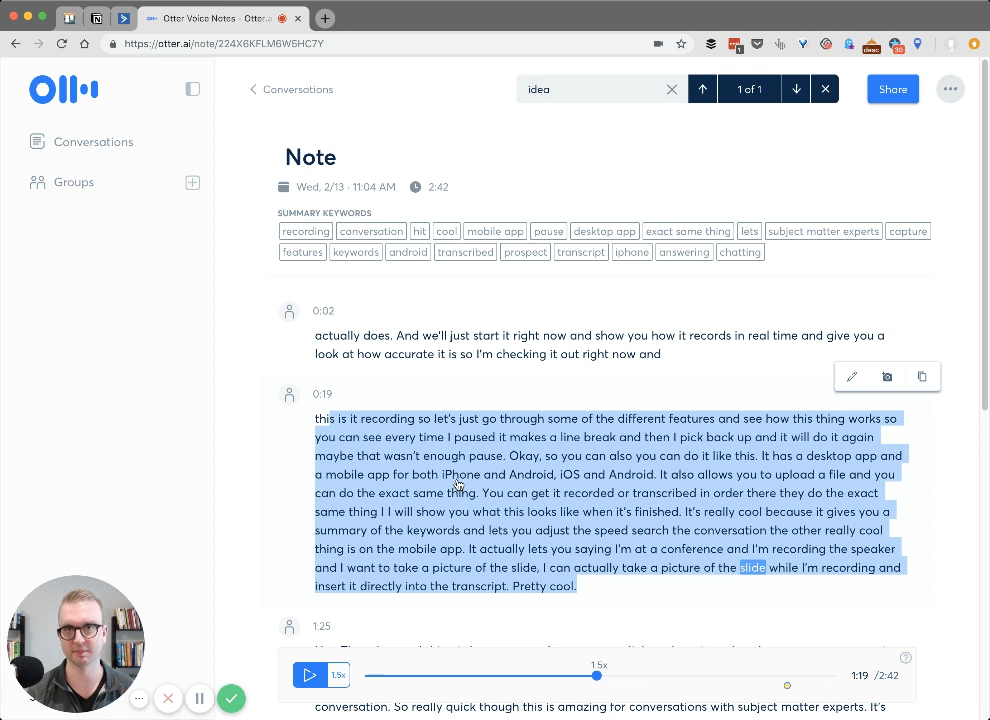 Otter Voice Notes - Otter.a
https://otter.ai/note/224X6KFLM6W5HC7Y
1
desc
30
Conversations
Groups
Conversations
idea
1 of 1
Share
Note
Wed, 2/13 · 11:04 AM 2:42
SUMMARY KEYWORDS
recording conversation hit cool mobile app pause desktop app exact same thing lets subject matter experts capture
features keywords android transcribed prospect transcript iphone answering chatting
0:02
actually does. And we'll just start it right now and show you how it records in real time and give you a
look at how accurate it is so I'm checking it out right now and
0:19
this is it recording so let's just go through some of the different features and see how this thing works so
you can see every time I paused it makes a line break and then I pick back up and it will do it again
maybe that wasn't enough pause. Okay, so you can also you can do it like this. It has a desktop app and
a mobile app for both iPhone and Android, iOS and Android. It also allows you to upload a file and you
can do the exact same thing. You can get it recorded or transcribed in order there they do the exact
same thing I I will show you what this looks like when it's finished. It's really cool because it gives you a
summary of the keywords and lets you adjust the speed search the conversation the other really cool
thing is on the mobile app. It actually lets you saying I'm at a conference and I'm recording the speaker
and I want to take a picture of the slide, I can actually take a picture of the slide while I'm recording and
insert it directly into the transcript. Pretty cool.
1:25
1.5x
1.5x
1:19 /2:42
conversation. So really quick though this is amazing for conversations with subject matter experts. It's